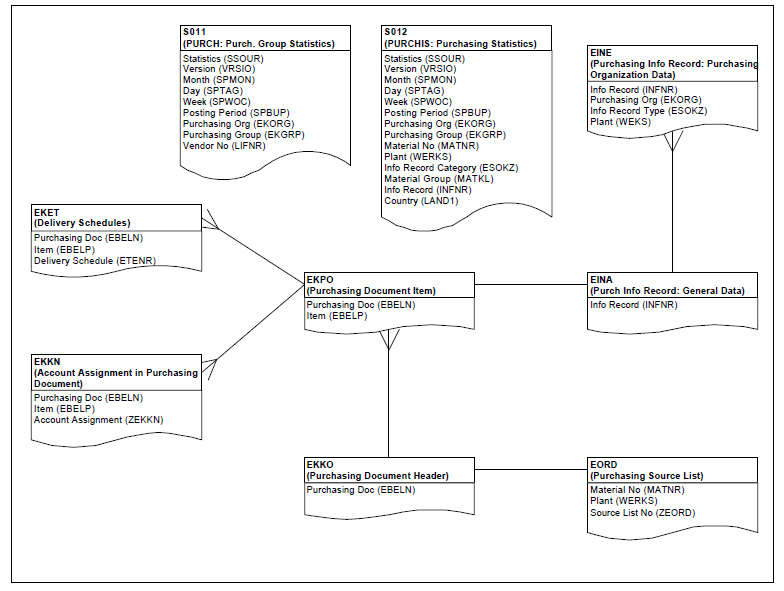 S011
(PURCH: Purch. Group Statistics)
Statistics (SSOUR)
Version (VRSIO)
Month (SPMON)
Day (SPTAG)
Week (SPWOC)
Posting Period (SPBUP)
Purchasing Org (EKORG)
Purchasing Group (EKGRP)
Vendor No (LIFNR)
S012
(PURCHIS: Purchasing Statistics)
Statistics (SSOUR)
Version (VRSIO)
Month (SPMON)
Day (SPTAG)
Week (SPWOC)
Posting Period (SPBUP)
Purchasing Org (EKORG)
Purchasing Group (EKGRP)
Material No (MATNR)
Plant (WERKS)
Info Record Category (ESOKZ)
Material Group (MATKL)
Info Record (INFNR)
Country (LAND1)
EINE
(Purchasing Info Record: Purchasing
Organization Data)
Info Record (INFNR)
Purchasing Org (EKORG)
Info Record Type (ESOKZ)
Plant (WEKS)
EKET
(Delivery Schedules)
Purchasing Doc (EBELN)
Item (EBELP)
Delivery Schedule (ETENR)
EKPO
(Purchasing Document Item)
Purchasing Doc (EBELN)
Item (EBELP)
EINA
(Purch Info Record: General Data)
Info Record (INFNR)
EKKN
(Account Assignment in Purchasing
Document)
Purchasing Doc (EBELN)
Item (EBELP)
Account Assignment (ZEKKN)
EKKO
(Purchasing Document Header)
Purchasing Doc (EBELN)
EORD
(Purchasing Source List)
Material No (MATNR)
Plant (WERKS)
Source List No (ZEORD)